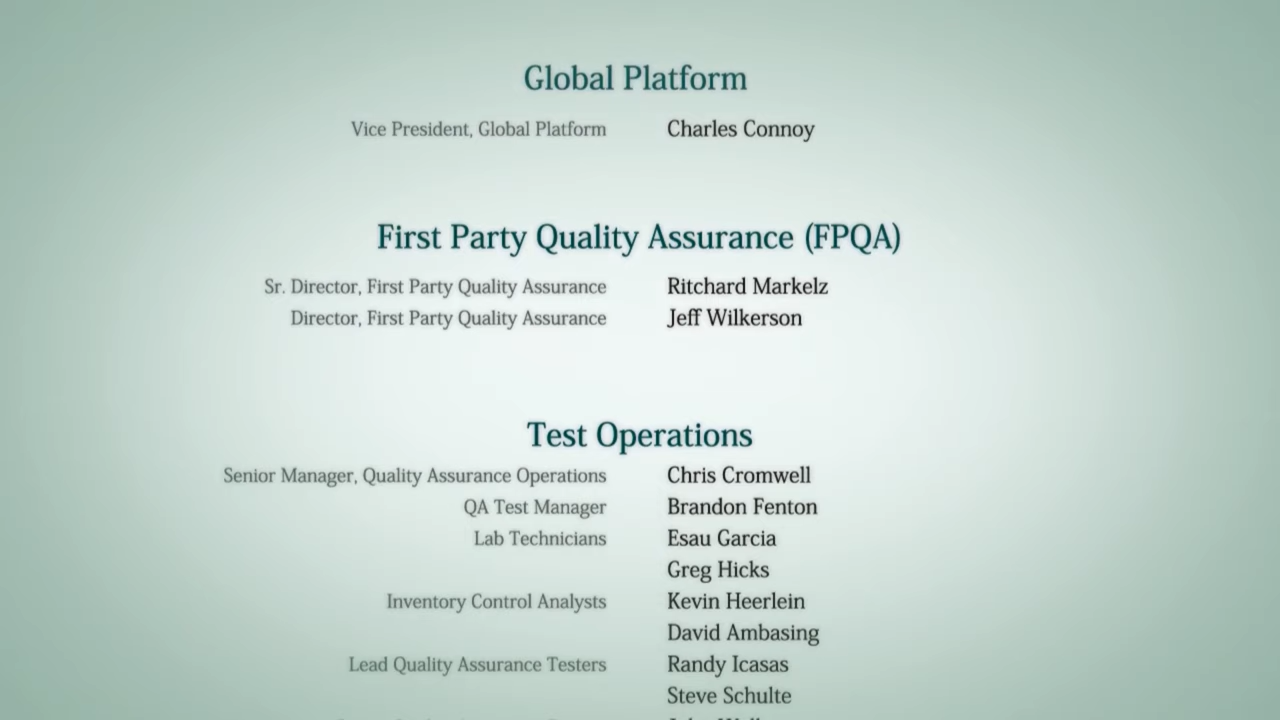 Global Platform
Vice President, Global Platform Charles Connoy
First Party Quality Assurance (FPQA)
Sr. Director, First Party Quality Assurance Ritchard Markelz
Director, First Party Quality Assurance Jeff Wilkerson
Test Operations
Senior Manager, Quality Assurance Operations Chris Cromwell
QA Test Manager Brandon Fenton
Lab Technicians Esau Garcia
Greg Hicks
Inventory Control Analysts Kevin Heerlein
David Ambasing
Lead Quality Assurance Testers Randy Icasas
Steve Schulte